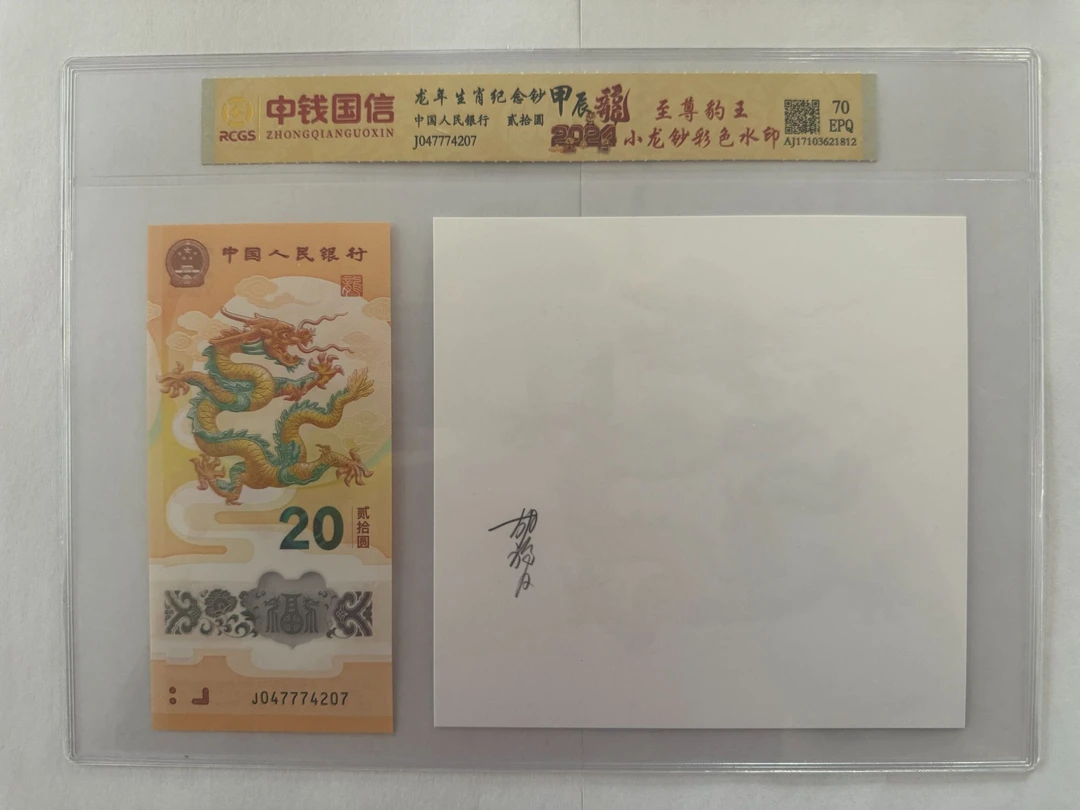 RCGS
中钱国信
ZHONGQIANGUOXIN
龙年生肖纪念钞
中国人民银行 贰拾圆
J047774207
甲辰龍
2024
至尊豹王
小龙钞彩色水印
70
EPQ
AJ17103621812
中国人民银行
龍
20
贰拾圆
福
J047774207